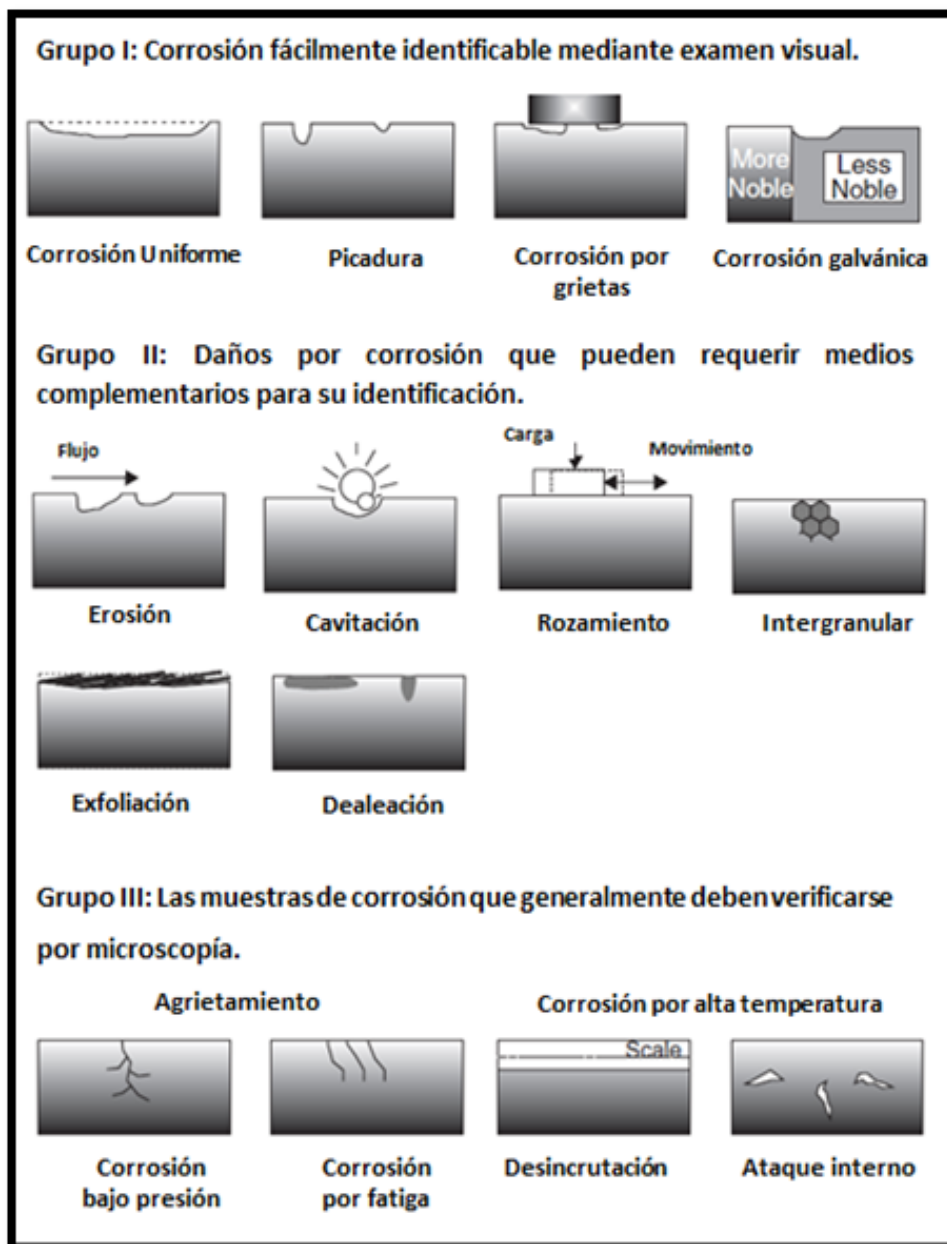 Grupo I: Corrosión fácilmente identificable mediante examen visual.
More
Noble
Less
Noble
Corrosión Uniforme
Picadura
Corrosión por
grietas
Corrosión galvánica
Grupo II: Daños por corrosión que pueden requerir medios
complementarios para su identificación.
Flujo
Carga
Movimiento
Erosión
Cavitación
Rozamiento
Intergranular
Exfoliación
Dealeación
Grupo III: Las muestras de corrosión que generalmente deben verificarse
por microscopía.
Agrietamiento
Corrosión por alta temperatura
Scale
Corrosión
bajo presión
Corrosión
por fatiga
Desincrutación
Ataque interno